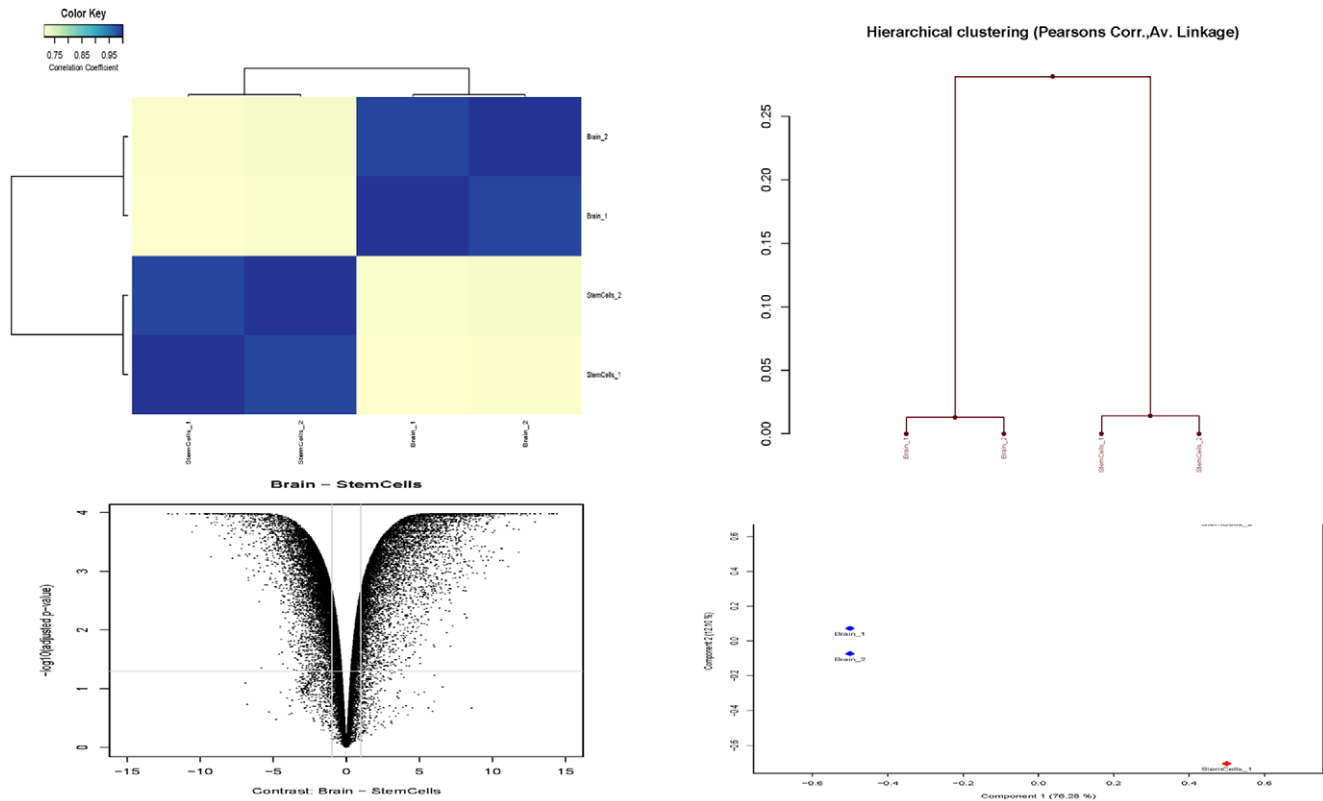 Color Key
0.75 0.85 0.95
Correlation Coefficient
Brain_2
Brain_1
StemCells_2
StemCells_1
StemCells_1 StemCells_2 Brain_1 Brain_2
Hierarchical clustering (Pearsons Corr.,Av. Linkage)
0.25
0.20
0.15
0.10
0.05
0.00
Brain_1 Brain_2 StemCells_1 StemCells_2
Brain – StemCells
-log10(adjusted p-value)
4
3
2
1
0
−15 −10 −5 0 5 10 15
Contrast: Brain – StemCells
Component 2 (12.10 %)
0.6
0.4
0.2
0.0
-0.2
-0.4
-0.6
Brain_1
Brain_2
StemCells_1
−0.6 −0.4 −0.2 0.0 0.2 0.4 0.6
Component 1 (76.28 %)